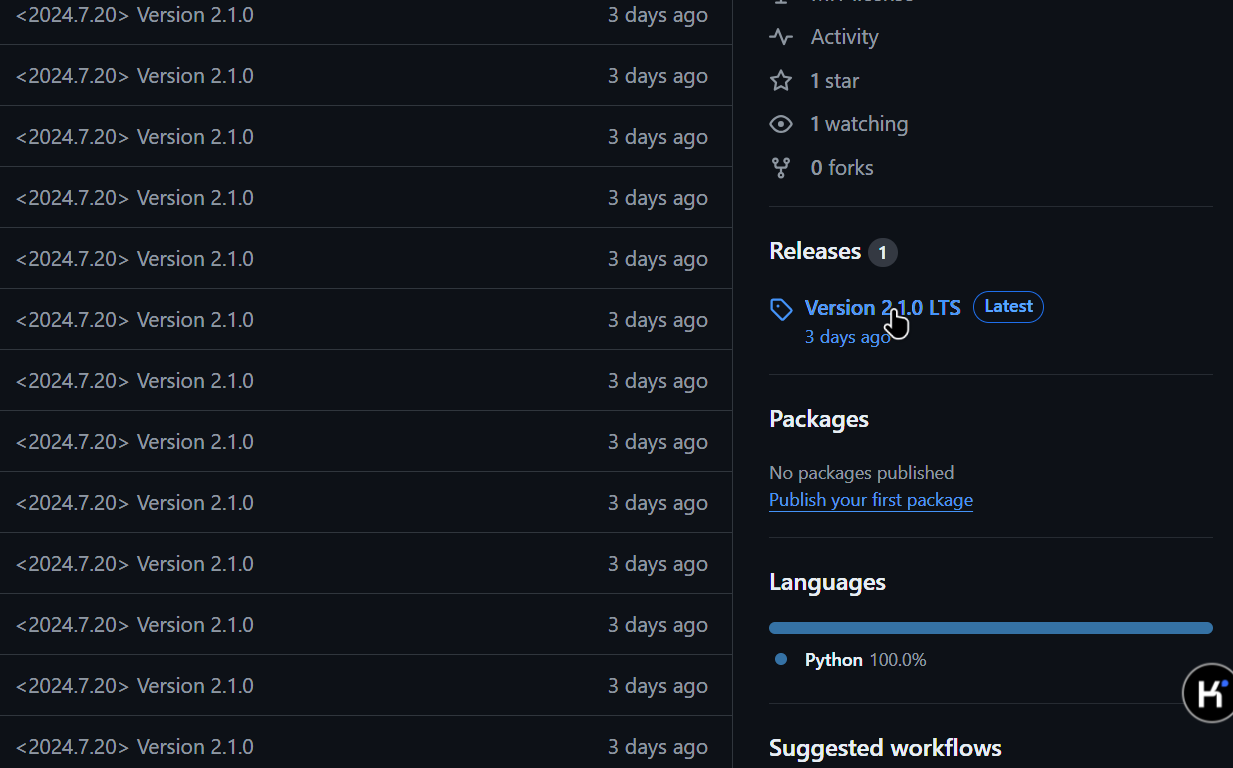 <2024.7.20> Version 2.1.0 3 days ago
<2024.7.20> Version 2.1.0 3 days ago
<2024.7.20> Version 2.1.0 3 days ago
<2024.7.20> Version 2.1.0 3 days ago
<2024.7.20> Version 2.1.0 3 days ago
<2024.7.20> Version 2.1.0 3 days ago
<2024.7.20> Version 2.1.0 3 days ago
<2024.7.20> Version 2.1.0 3 days ago
<2024.7.20> Version 2.1.0 3 days ago
<2024.7.20> Version 2.1.0 3 days ago
<2024.7.20> Version 2.1.0 3 days ago
<2024.7.20> Version 2.1.0 3 days ago
<2024.7.20> Version 2.1.0 3 days ago
Activity
1 star
1 watching
0 forks
Releases 1
Version 2.1.0 LTS Latest
3 days ago
Packages
No packages published
Publish your first package
Languages
Python 100.0%
K
Suggested workflows